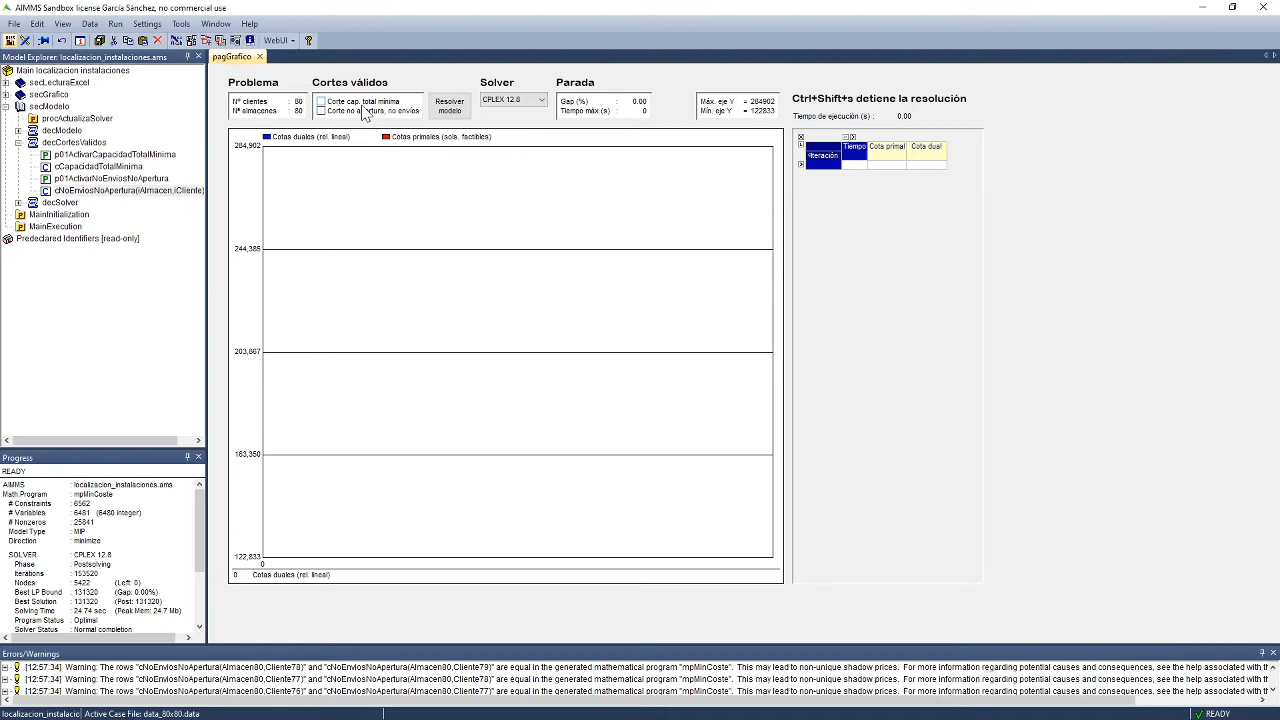 AIMMS Sandbox license García Sánchez, no commercial use
File Edit View Data Run Settings Tools Window Help
WebUI
Model Explorer: localizacion_instalaciones.ams
pagGrafico
Main localizacion instalaciones
secLecturaExcel
secGrafico
secModelo
procActualizaSolver
decModelo
decCortesValidos
p01ActivarCapacidadTotalMinima
cCapacidadTotalMinima
p01ActivarNoEnviosNoApertura
cNoEnviosNoApertura(iAlmacen,iCliente)
decSolver
MainInitialization
MainExecution
Predeclared Identifiers [read-only]
Problema
Nº clientes : 80
Nº almacenes : 80
Cortes válidos
Corte cap. total mínima
Corte no apertura, no envíos
Resolver
modelo
Solver
CPLEX 12.8
Parada
Gap (%) : 0.00
Tiempo máx.(s) : 0
Máx. eje Y = 284902
Mín. eje Y = 122833
Ctrl+Shift+s detiene la resolución
Tiempo de ejecución (s) : 0.00
Cotas duales (rel. lineal)
Cotas primales (sols. factibles)
284,902
244,385
203,867
163,350
122,833
0
0 Cotas duales (rel. lineal)
Iteración
Tiempo Cota primal Cota dual
Progress
READY
AIMMS : localizacion_instalaciones.ams
Math.Program : mpMinCoste
# Constraints : 6562
# Variables : 6481 (6480 integer)
# Nonzeros : 25841
Model Type : MIP
Direction : minimize
SOLVER : CPLEX 12.8
Phase : Postsolving
Iterations : 153520
Nodes : 5422 (Left: 0)
Best LP Bound : 131320 (Gap: 0.00%)
Best Solution : 131320 (Post: 131320)
Solving Time : 24.74 sec (Peak Mem: 24.7 Mb)
Program Status : Optimal
Solver Status : Normal completion
Errors/Warnings
[12:57:34] Warning: The rows "cNoEnviosNoApertura(Almacen80,Cliente78)" and "cNoEnviosNoApertura(Almacen80,Cliente79)" are equal in the generated mathematical program "mpMinCoste". This may lead to non-unique shadow prices. For more information regarding potential causes and consequences, see the help associated with th
[12:57:34] Warning: The rows "cNoEnviosNoApertura(Almacen80,Cliente77)" and "cNoEnviosNoApertura(Almacen80,Cliente78)" are equal in the generated mathematical program "mpMinCoste". This may lead to non-unique shadow prices. For more information regarding potential causes and consequences, see the help associated with th
[12:57:34] Warning: The rows "cNoEnviosNoApertura(Almacen80,Cliente76)" and "cNoEnviosNoApertura(Almacen80,Cliente77)" are equal in the generated mathematical program "mpMinCoste". This may lead to non-unique shadow prices. For more information regarding potential causes and consequences, see the help associated with th
localizacion_instalacio Active Case File: data_80x80.data READY